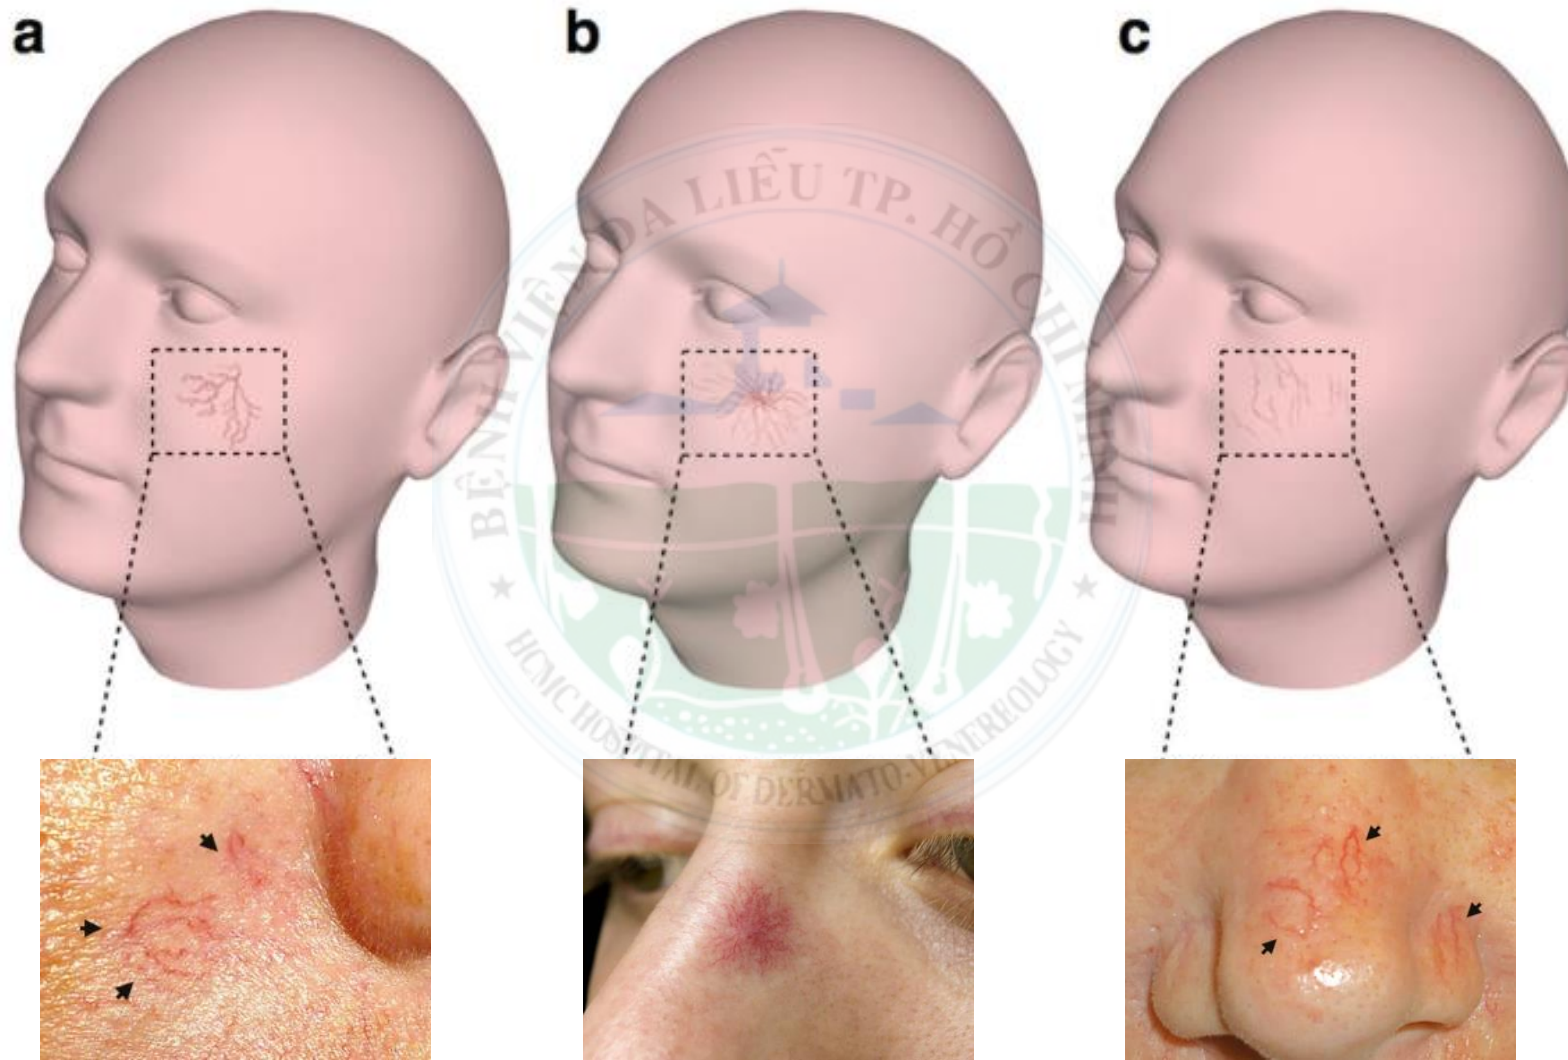 a
b
c
BỆNH VIỆN DA LIỄU TP. HỒ CHÍ MINH
HCMC HOSPITAL OF DERMATO-VENEREOLOGY